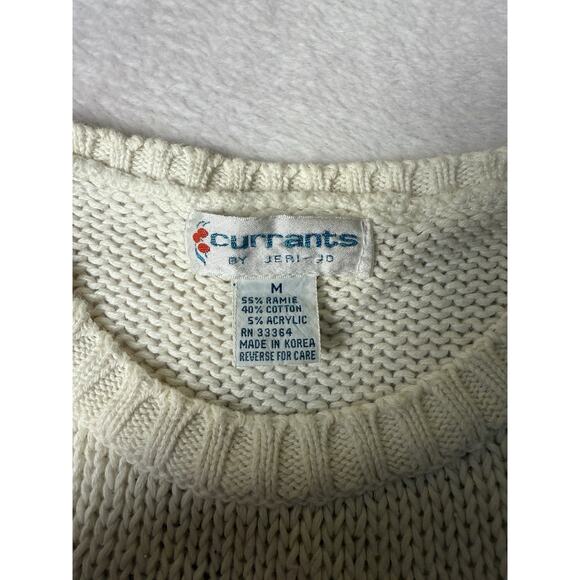 currants
BY JERI-JO
M
55% RAMIE
40% COTTON
5% ACRYLIC
RN 33364
MADE IN KOREA
REVERSE FOR CARE